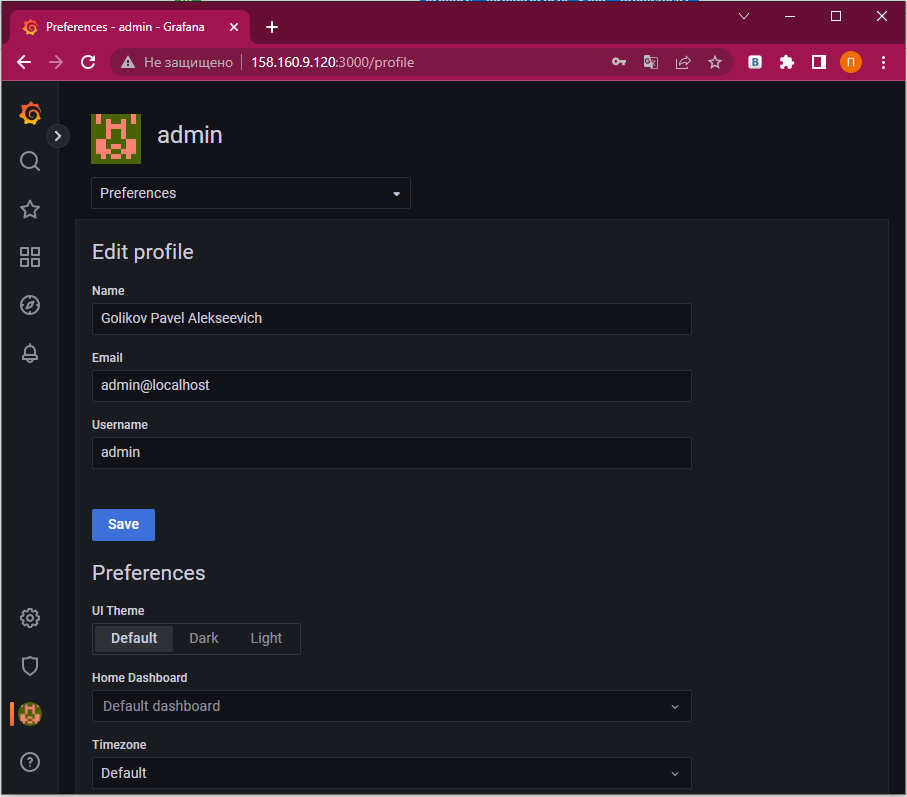 Preferences - admin - Grafana
Не защищено 158.160.9.120:3000/profile
B
П
admin
Preferences
Edit profile
Name
Golikov Pavel Alekseevich
Email
admin@localhost
Username
admin
Save
Preferences
UI Theme
Default Dark Light
Home Dashboard
Default dashboard
Timezone
Default